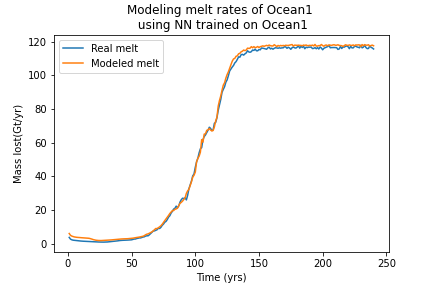 Modeling melt rates of Ocean1
using NN trained on Ocean1
Real melt
Modeled melt
Mass lost(Gt/yr)
120
100
80
60
40
20
0
0 50 100 150 200 250
Time (yrs)